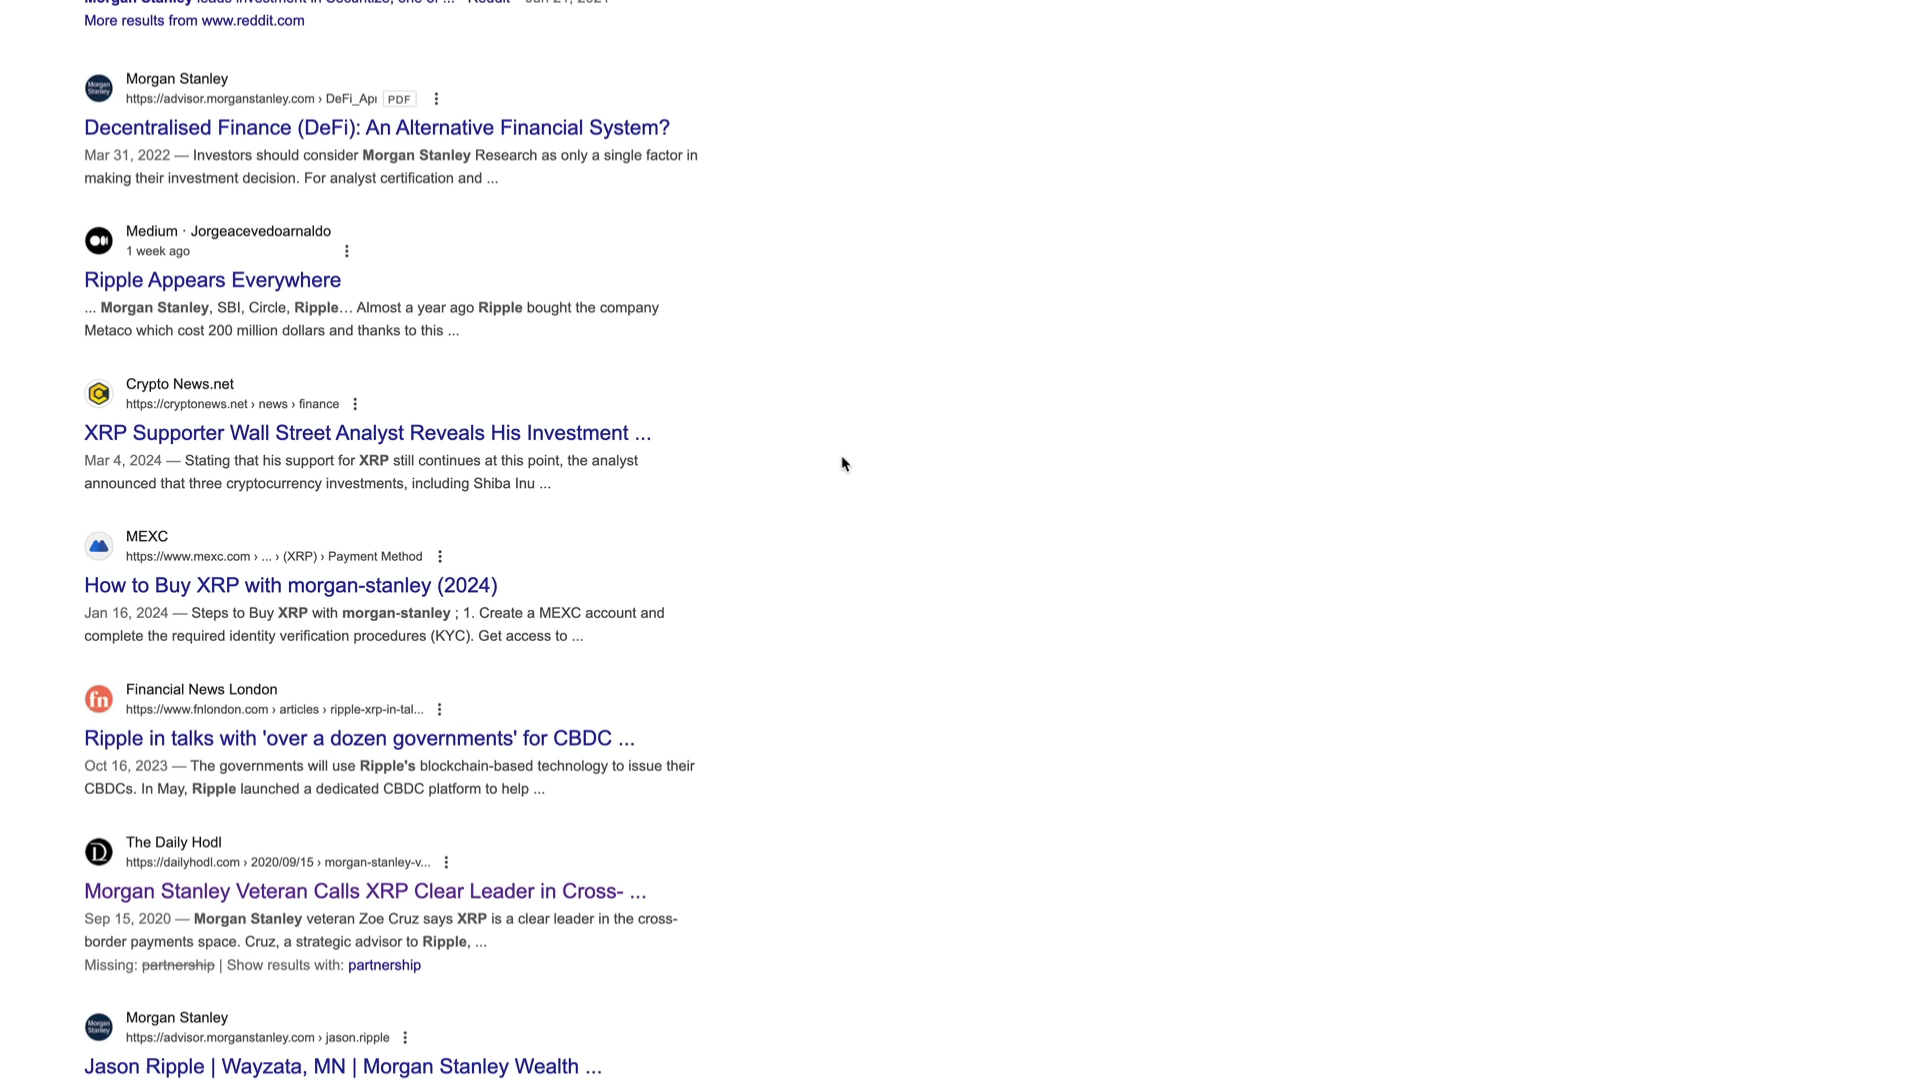 Morgan Stanley leads investment in Securitize, one of ... - Reddit - Jun 21, 2024
More results from www.reddit.com
Morgan Stanley
https://advisor.morganstanley.com › DeFi_Api PDF
Decentralised Finance (DeFi): An Alternative Financial System?
Mar 31, 2022 — Investors should consider Morgan Stanley Research as only a single factor in
making their investment decision. For analyst certification and ...
Medium · Jorgeacevedoarnaldo
1 week ago
Ripple Appears Everywhere
... Morgan Stanley, SBI, Circle, Ripple… Almost a year ago Ripple bought the company
Metaco which cost 200 million dollars and thanks to this ...
Crypto News.net
https://cryptonews.net › news › finance
XRP Supporter Wall Street Analyst Reveals His Investment ...
Mar 4, 2024 — Stating that his support for XRP still continues at this point, the analyst
announced that three cryptocurrency investments, including Shiba Inu ...
MEXC
https://www.mexc.com › ... › (XRP) › Payment Method
How to Buy XRP with morgan-stanley (2024)
Jan 16, 2024 — Steps to Buy XRP with morgan-stanley ; 1. Create a MEXC account and
complete the required identity verification procedures (KYC). Get access to ...
fn
Financial News London
https://www.fnlondon.com › articles › ripple-xrp-in-tal...
Ripple in talks with 'over a dozen governments' for CBDC ...
Oct 16, 2023 — The governments will use Ripple's blockchain-based technology to issue their
CBDCs. In May, Ripple launched a dedicated CBDC platform to help ...
The Daily Hodl
https://dailyhodl.com › 2020/09/15 › morgan-stanley-v...
Morgan Stanley Veteran Calls XRP Clear Leader in Cross- ...
Sep 15, 2020 — Morgan Stanley veteran Zoe Cruz says XRP is a clear leader in the cross-
border payments space. Cruz, a strategic advisor to Ripple, ...
Missing: partnership | Show results with: partnership
Morgan Stanley
https://advisor.morganstanley.com › jason.ripple
Jason Ripple | Wayzata, MN | Morgan Stanley Wealth ...